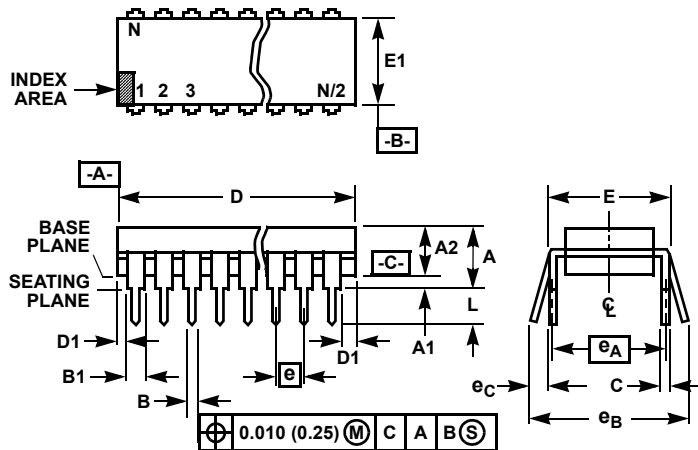 N
INDEX
AREA
1 2 3 N/2
E1
-B-
-A-
D
E
BASE
PLANE
SEATING
PLANE
A2
A
-C-
L
D1
B1
B
e
D1
A1
℄
eA
eC
C
eB
0.010 (0.25) Ⓜ C A B Ⓢ